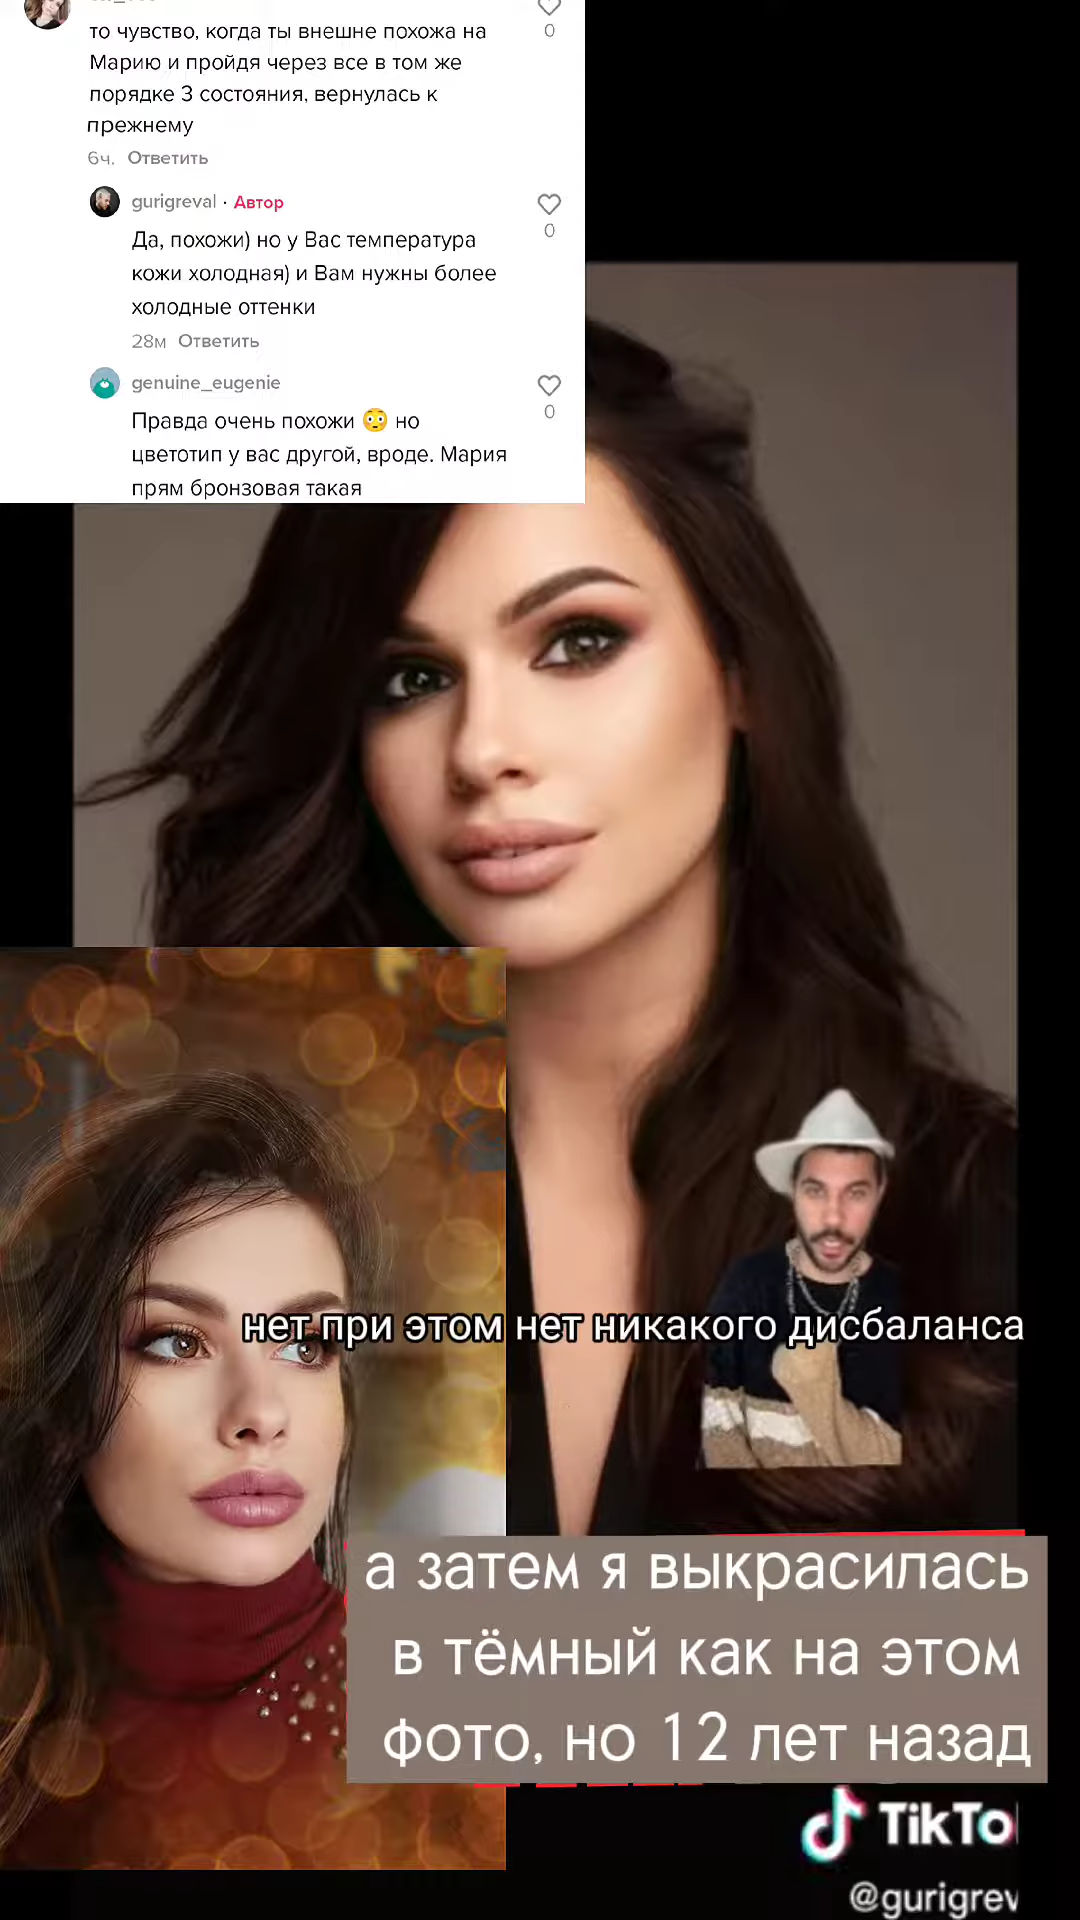 то чувство, когда ты внешне похожа на
Марию и пройдя через все в том же
порядке 3 состояния, вернулась к
прежнему
0
6ч. Ответить
gurigreval · Автор
Да, похожи) но у Вас температура
кожи холодная) и Вам нужны более
холодные оттенки
0
28м Ответить
genuine_eugenie
Правда очень похожи 😳 но
цветотип у вас другой, вроде. Мария
прям бронзовая такая
0
нет при этом нет никакого дисбаланса
а затем я выкрасилась
в тёмный как на этом
фото, но 12 лет назад
TikTo
@gurigrev